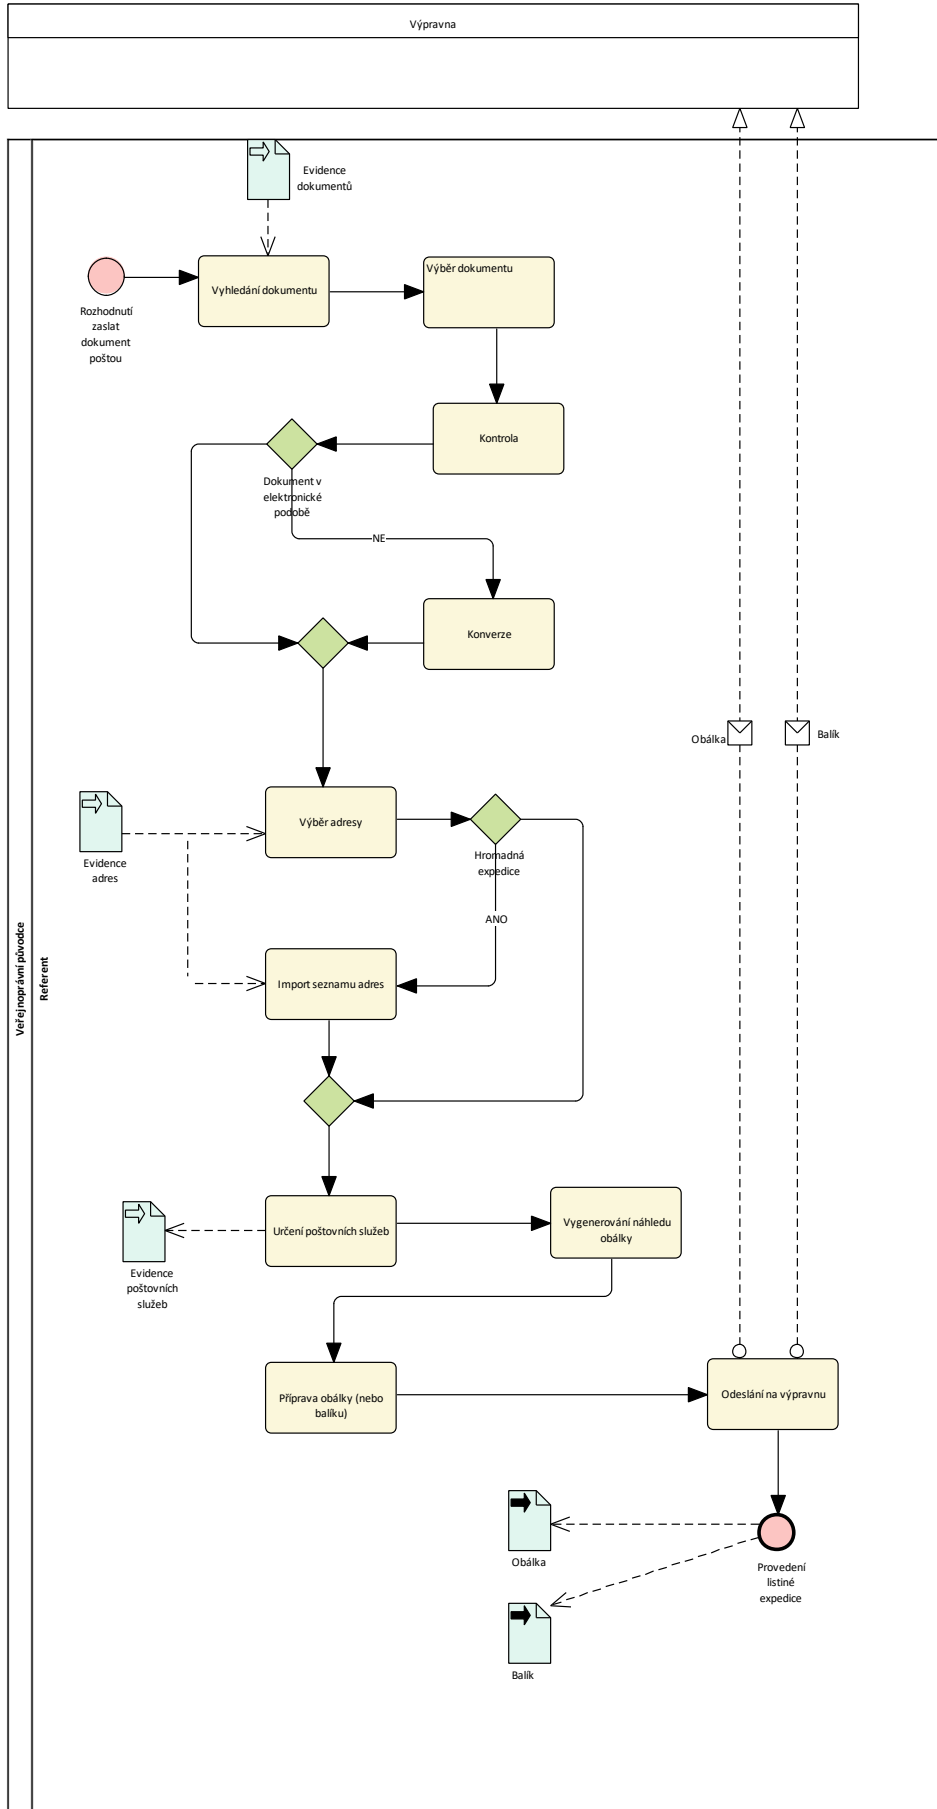 Výpravna
Evidence
dokumentů
Vyhledání dokumentu
Výběr dokumentu
Rozhodnutí
zaslat
dokument
poštou
Kontrola
Dokument v
elektronické
podobě
NE
Konverze
Obálka
Balík
Výběr adresy
Evidence
adres
Hromadná
expedice
ANO
Veřejnoprávní původce
Referent
Import seznamu adres
Určení poštovních služeb
Vygenerování náhledu
obálky
Evidence
poštovních
služeb
Příprava obálky (nebo
balíku)
Odeslání na výpravnu
Obálka
Provedení
listiné
expedice
Balík